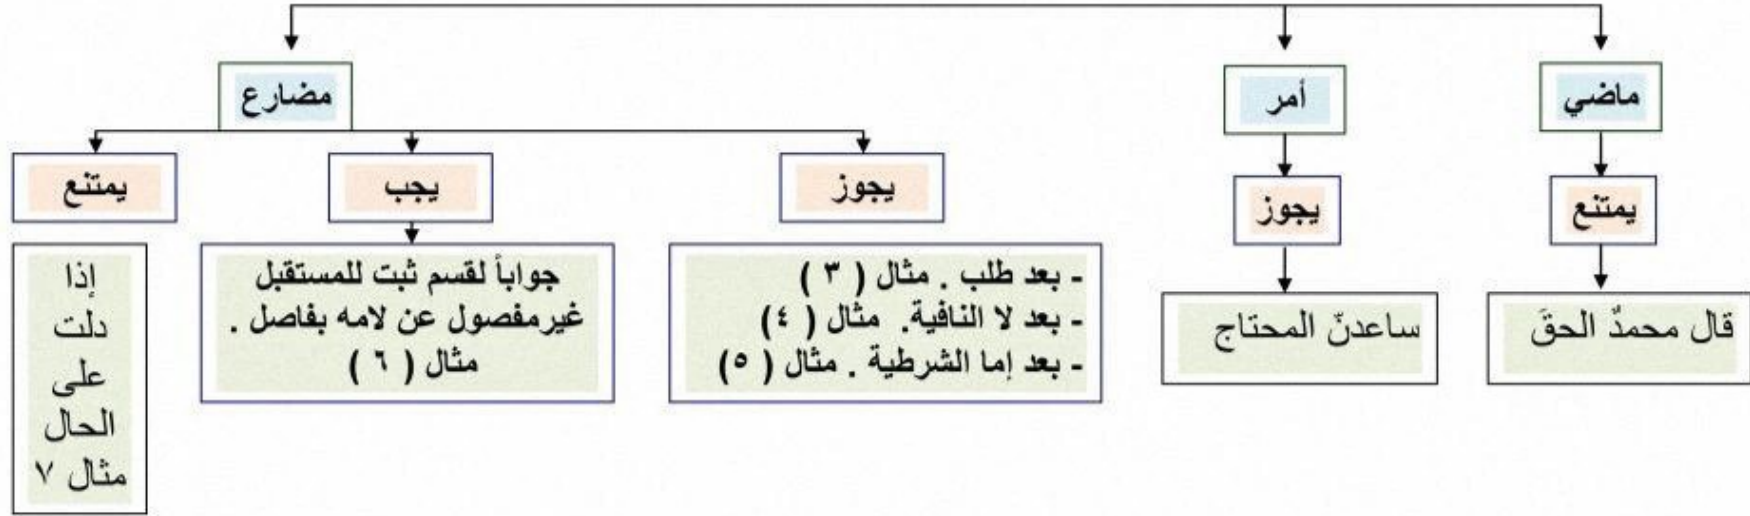 ماضي
أمر
مضارع
يمتنع
يجوز
يجوز
يجب
يمتنع
قال محمدٌ الحقَ
ساعدنّ المحتاج
- بعد طلب . مثال ( ٣ )
- بعد لا النافية. مثال ( ٤ )
- بعد إما الشرطية . مثال ( ٥ )
جواباً لقسم ثبت للمستقبل
غيرمفصول عن لامه بفاصل .
مثال ( ٦ )
إذا
دلت
على
الحال
مثال ٧